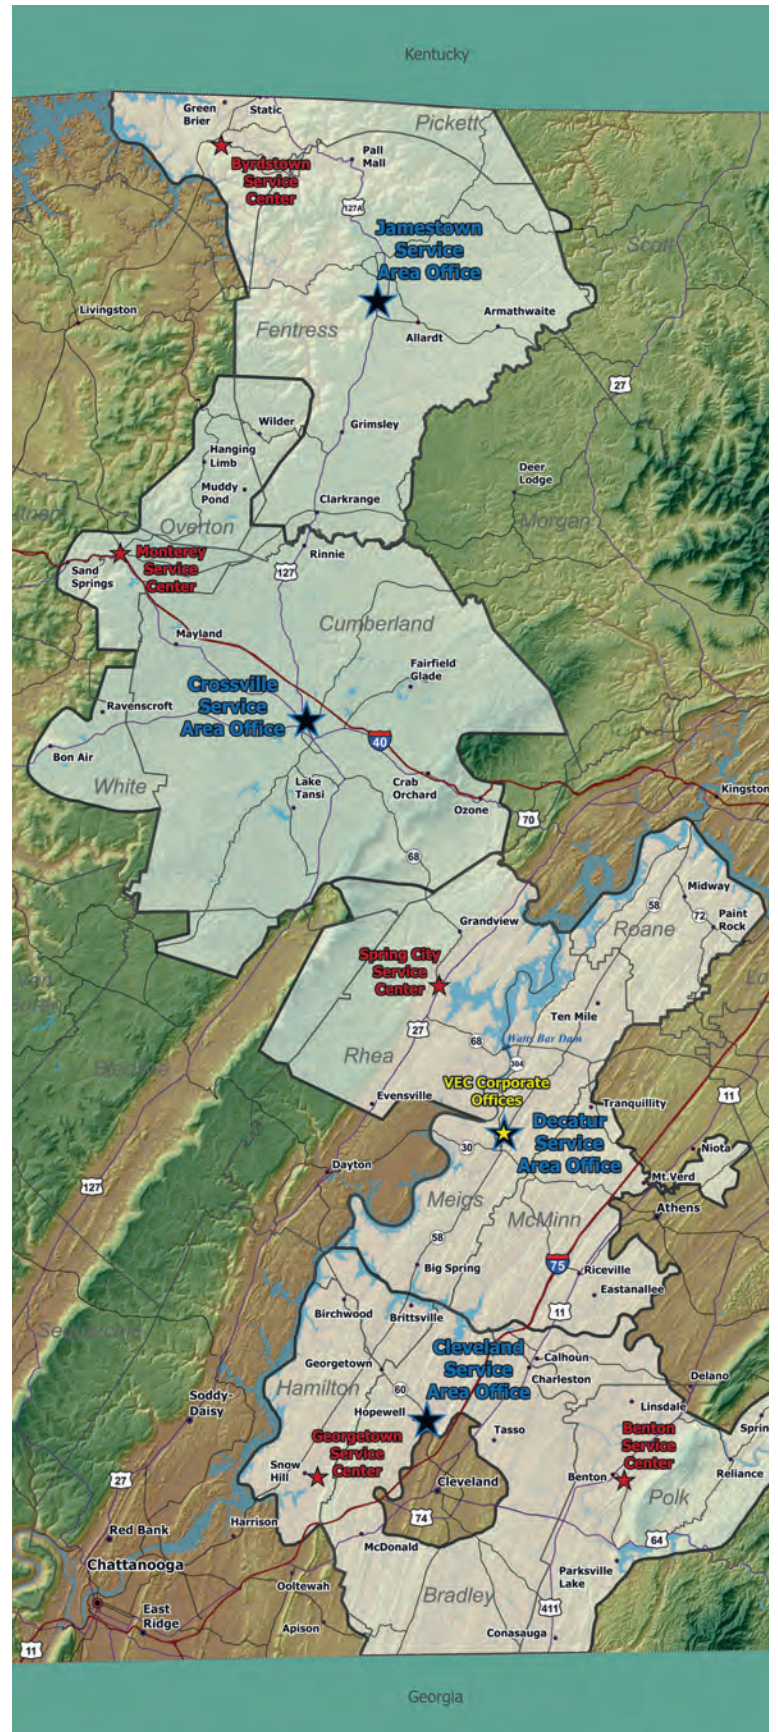 Kentucky
Green
Brier
Static
Pickett
Byrdstown
Service
Center
Pall
Mall
127A
Jamestown
Service
Area Office
Scott
Livingston
Fentress
Armathwaite
Allardt
27
Wilder
Grimsley
Hanging
Limb
Muddy
Pond
Deer
Lodge
Clarkrange
Overton
Morgan
Monterey
Service
Center
Sand
Springs
Rinnie
127
Mayland
Cumberland
Fairfield
Glade
Crossville
Service
Area Office
Ravenscroft
Bon Air
40
White
Lake
Tansi
Crab
Orchard
Ozone
Kingston
70
68
Midway
58
72
Paint
Rock
Roane
Grandview
Spring City
Service
Center
Ten Mile
27
68
Watts Bar Dam
Rhea
304
VEC Corporate
Offices
Evensville
Tranquillity
11
Decatur
Service
Area Office
30
Niota
Mt.Verd
Dayton
127
Meigs
McMinn
Athens
58
Big Spring
75
Riceville
Eastanallee
Birchwood
Brittsville
11
Cleveland
Service
Area Office
Georgetown
Calhoun
Charleston
Hamilton
60
Delano
Linsdale
Soddy-
Daisy
Hopewell
Georgetown
Service
Center
Tasso
Benton
Service
Center
Snow
Hill
Benton
Reliance
27
Cleveland
Polk
74
Red Bank
Harrison
McDonald
64
Chattanooga
Ooltewah
Parksville
Lake
Bradley
East
Ridge
Apison
411
Conasauga
11
Georgia